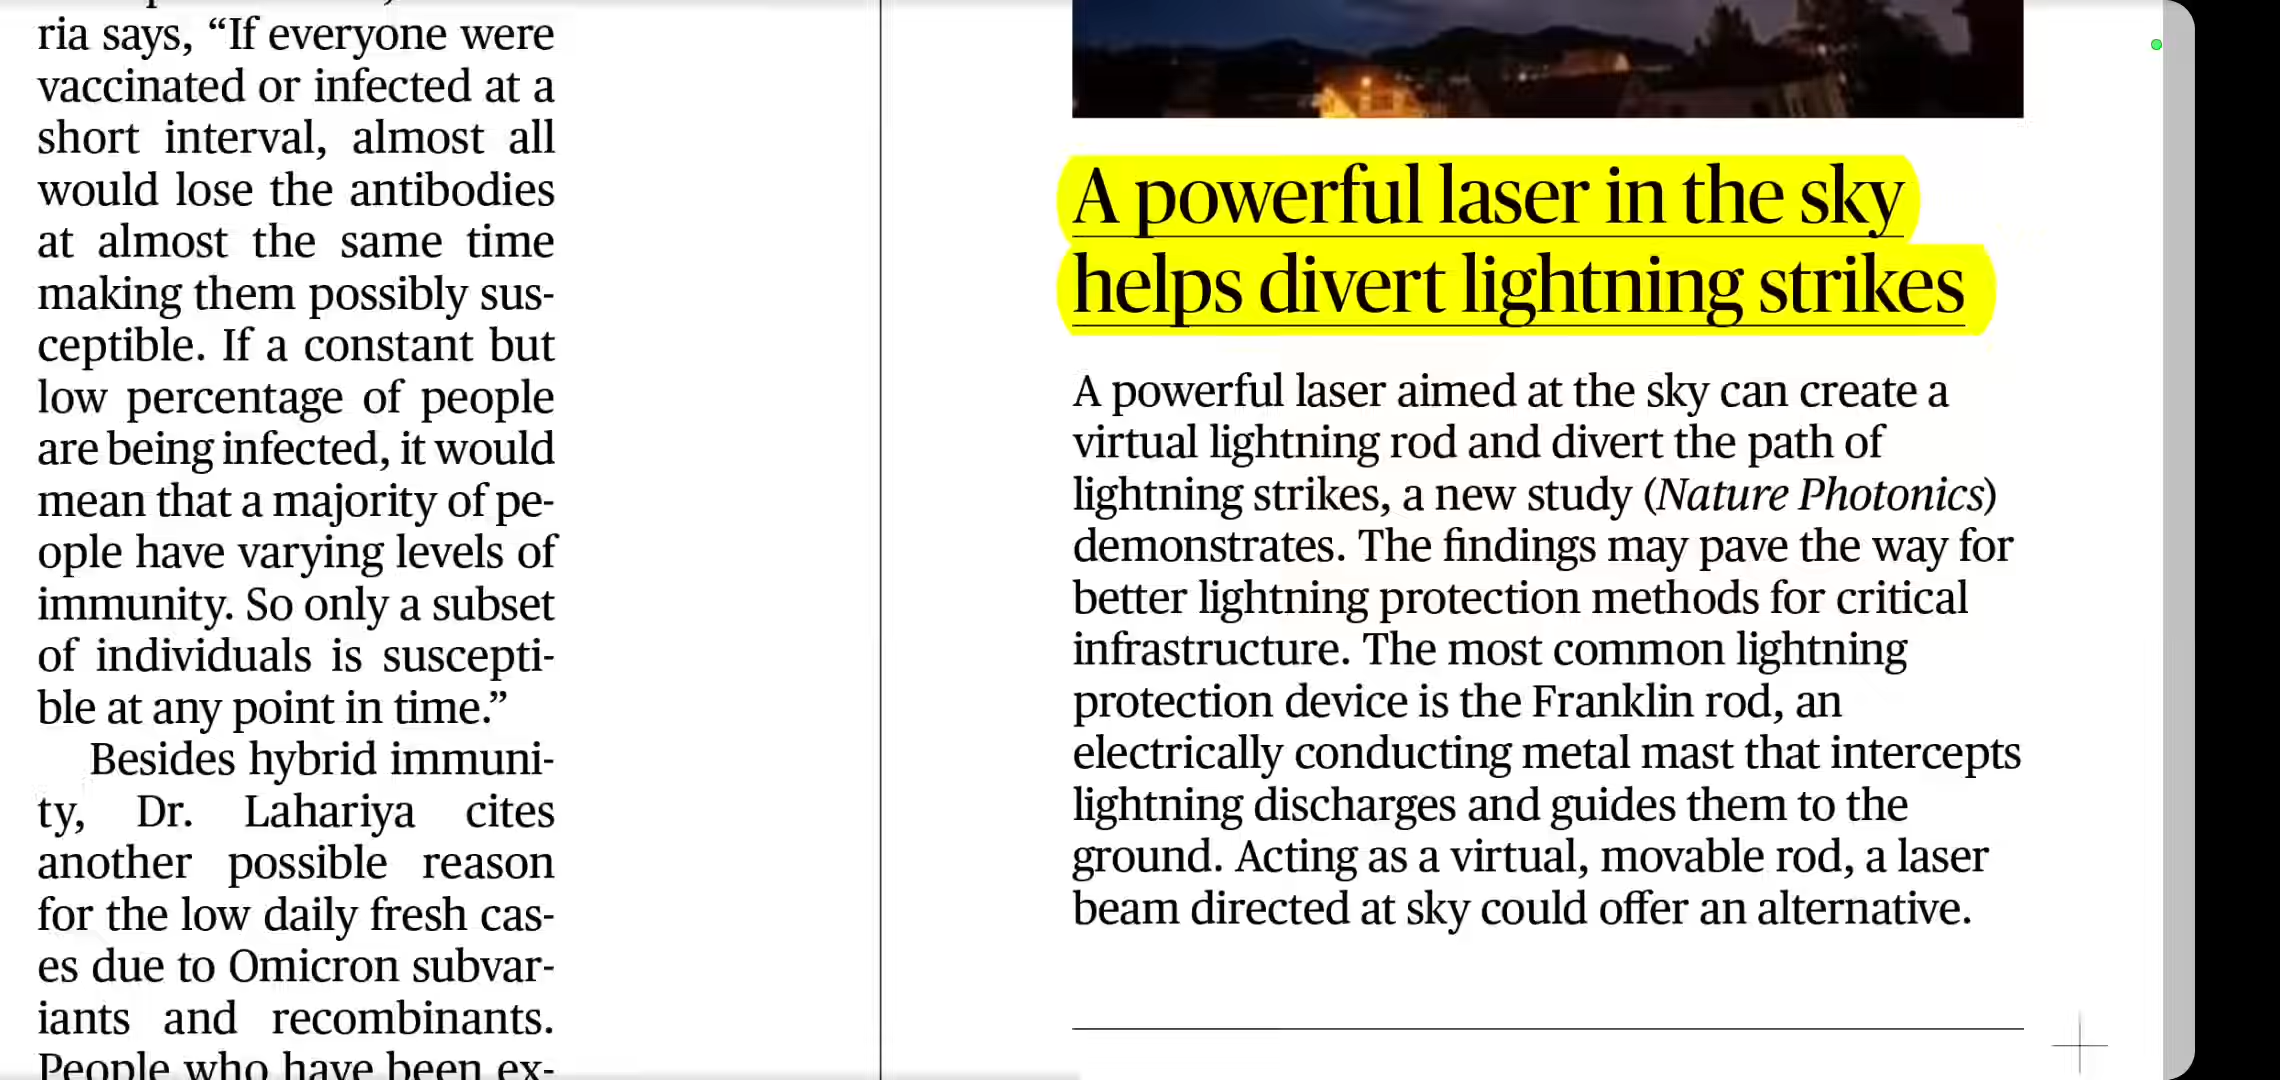 ria says, “If everyone were
vaccinated or infected at a
short interval, almost all
would lose the antibodies
at almost the same time
making them possibly sus-
ceptible. If a constant but
low percentage of people
are being infected, it would
mean that a majority of pe-
ople have varying levels of
immunity. So only a subset
of individuals is suscepti-
ble at any point in time.”
Besides hybrid immuni-
ty, Dr. Lahariya cites
another possible reason
for the low daily fresh cas-
es due to Omicron subvar-
iants and recombinants.
People who have been ex-
A powerful laser in the sky
helps divert lightning strikes
A powerful laser aimed at the sky can create a
virtual lightning rod and divert the path of
lightning strikes, a new study (Nature Photonics)
demonstrates. The findings may pave the way for
better lightning protection methods for critical
infrastructure. The most common lightning
protection device is the Franklin rod, an
electrically conducting metal mast that intercepts
lightning discharges and guides them to the
ground. Acting as a virtual, movable rod, a laser
beam directed at sky could offer an alternative.